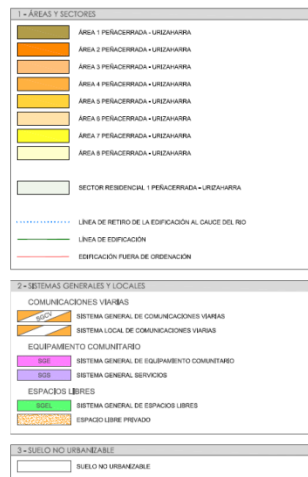 1 - ÁREAS Y SECTORES
ÁREA 1 PEÑACERRADA - URIZAHARRA
ÁREA 2 PEÑACERRADA - URIZAHARRA
ÁREA 3 PEÑACERRADA - URIZAHARRA
ÁREA 4 PEÑACERRADA - URIZAHARRA
ÁREA 5 PEÑACERRADA - URIZAHARRA
ÁREA 6 PEÑACERRADA - URIZAHARRA
ÁREA 7 PEÑACERRADA - URIZAHARRA
ÁREA 8 PEÑACERRADA - URIZAHARRA
SECTOR RESIDENCIAL 1 PEÑACERRADA - URIZAHARRA
LÍNEA DE RETIRO DE LA EDIFICACIÓN AL CAUCE DEL RIO
LÍNEA DE EDIFICACIÓN
EDIFICACIÓN FUERA DE ORDENACIÓN
2 - SISTEMAS GENERALES Y LOCALES
COMUNICACIONES VIARIAS
SGCV SISTEMA GENERAL DE COMUNICACIONES VIARIAS
SISTEMA LOCAL DE COMUNICACIONES VIARIAS
EQUIPAMIENTO COMUNITARIO
SGE SISTEMA GENERAL DE EQUIPAMIENTO COMUNITARIO
SGS SISTEMA GENERAL SERVICIOS
ESPACIOS LIBRES
SGEL SISTEMA GENERAL DE ESPACIOS LIBRES
ESPACIO LIBRE PRIVADO
3 - SUELO NO URBANIZABLE
SUELO NO URBANIZABLE